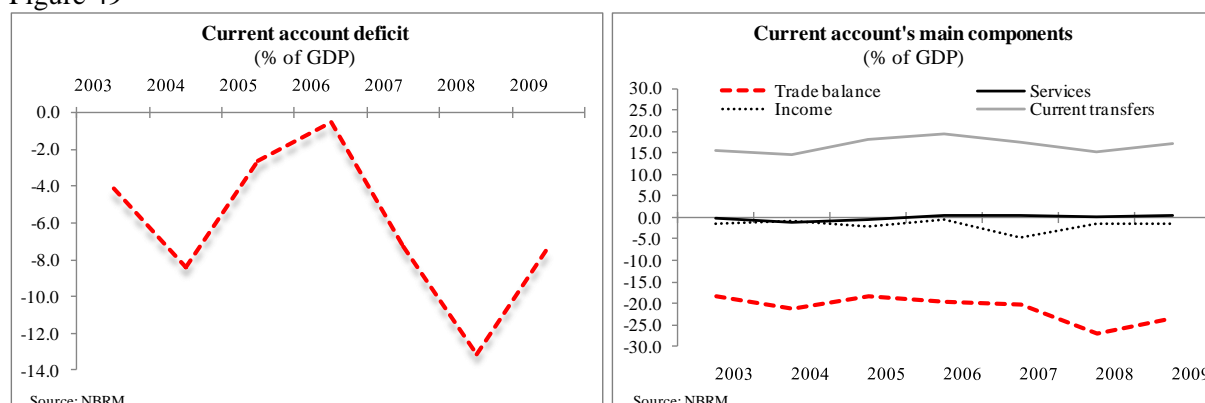 Figure 49
Current account deficit
(% of GDP)
2003 2004 2005 2006 2007 2008 2009
0.0
-2.0
-4.0
-6.0
-8.0
-10.0
-12.0
-14.0
Source: NBRM
Current account's main components
(% of GDP)
30.0
25.0
20.0
15.0
10.0
5.0
0.0
-5.0
-10.0
-15.0
-20.0
-25.0
-30.0
Trade balance Services
Income Current transfers
2003 2004 2005 2006 2007 2008 2009
Source: NBRM